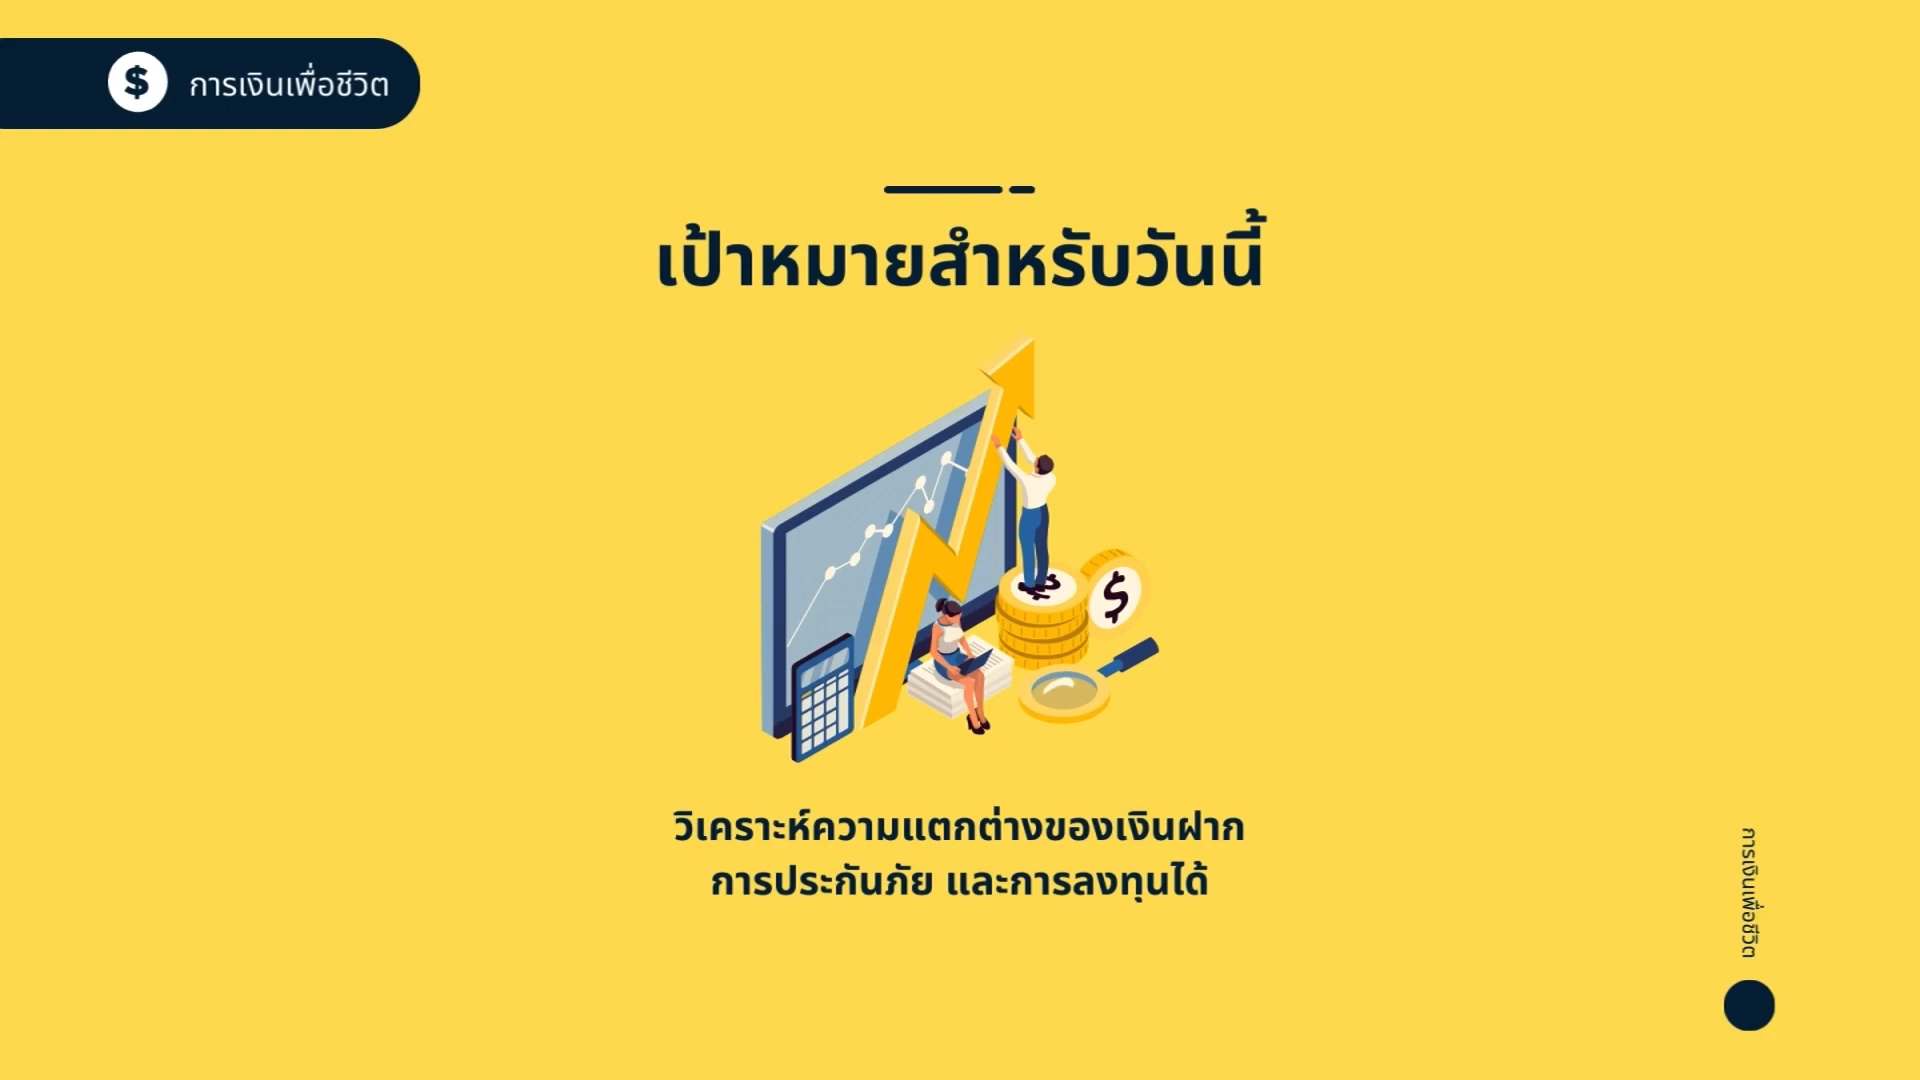 $ การเงินเพื่อชีวิต
เป้าหมายสำหรับวันนี้
$
วิเคราะห์ความแตกต่างของเงินฝาก
การประกันภัย และการลงทุนได้
การเงินเพื่อชีวิต